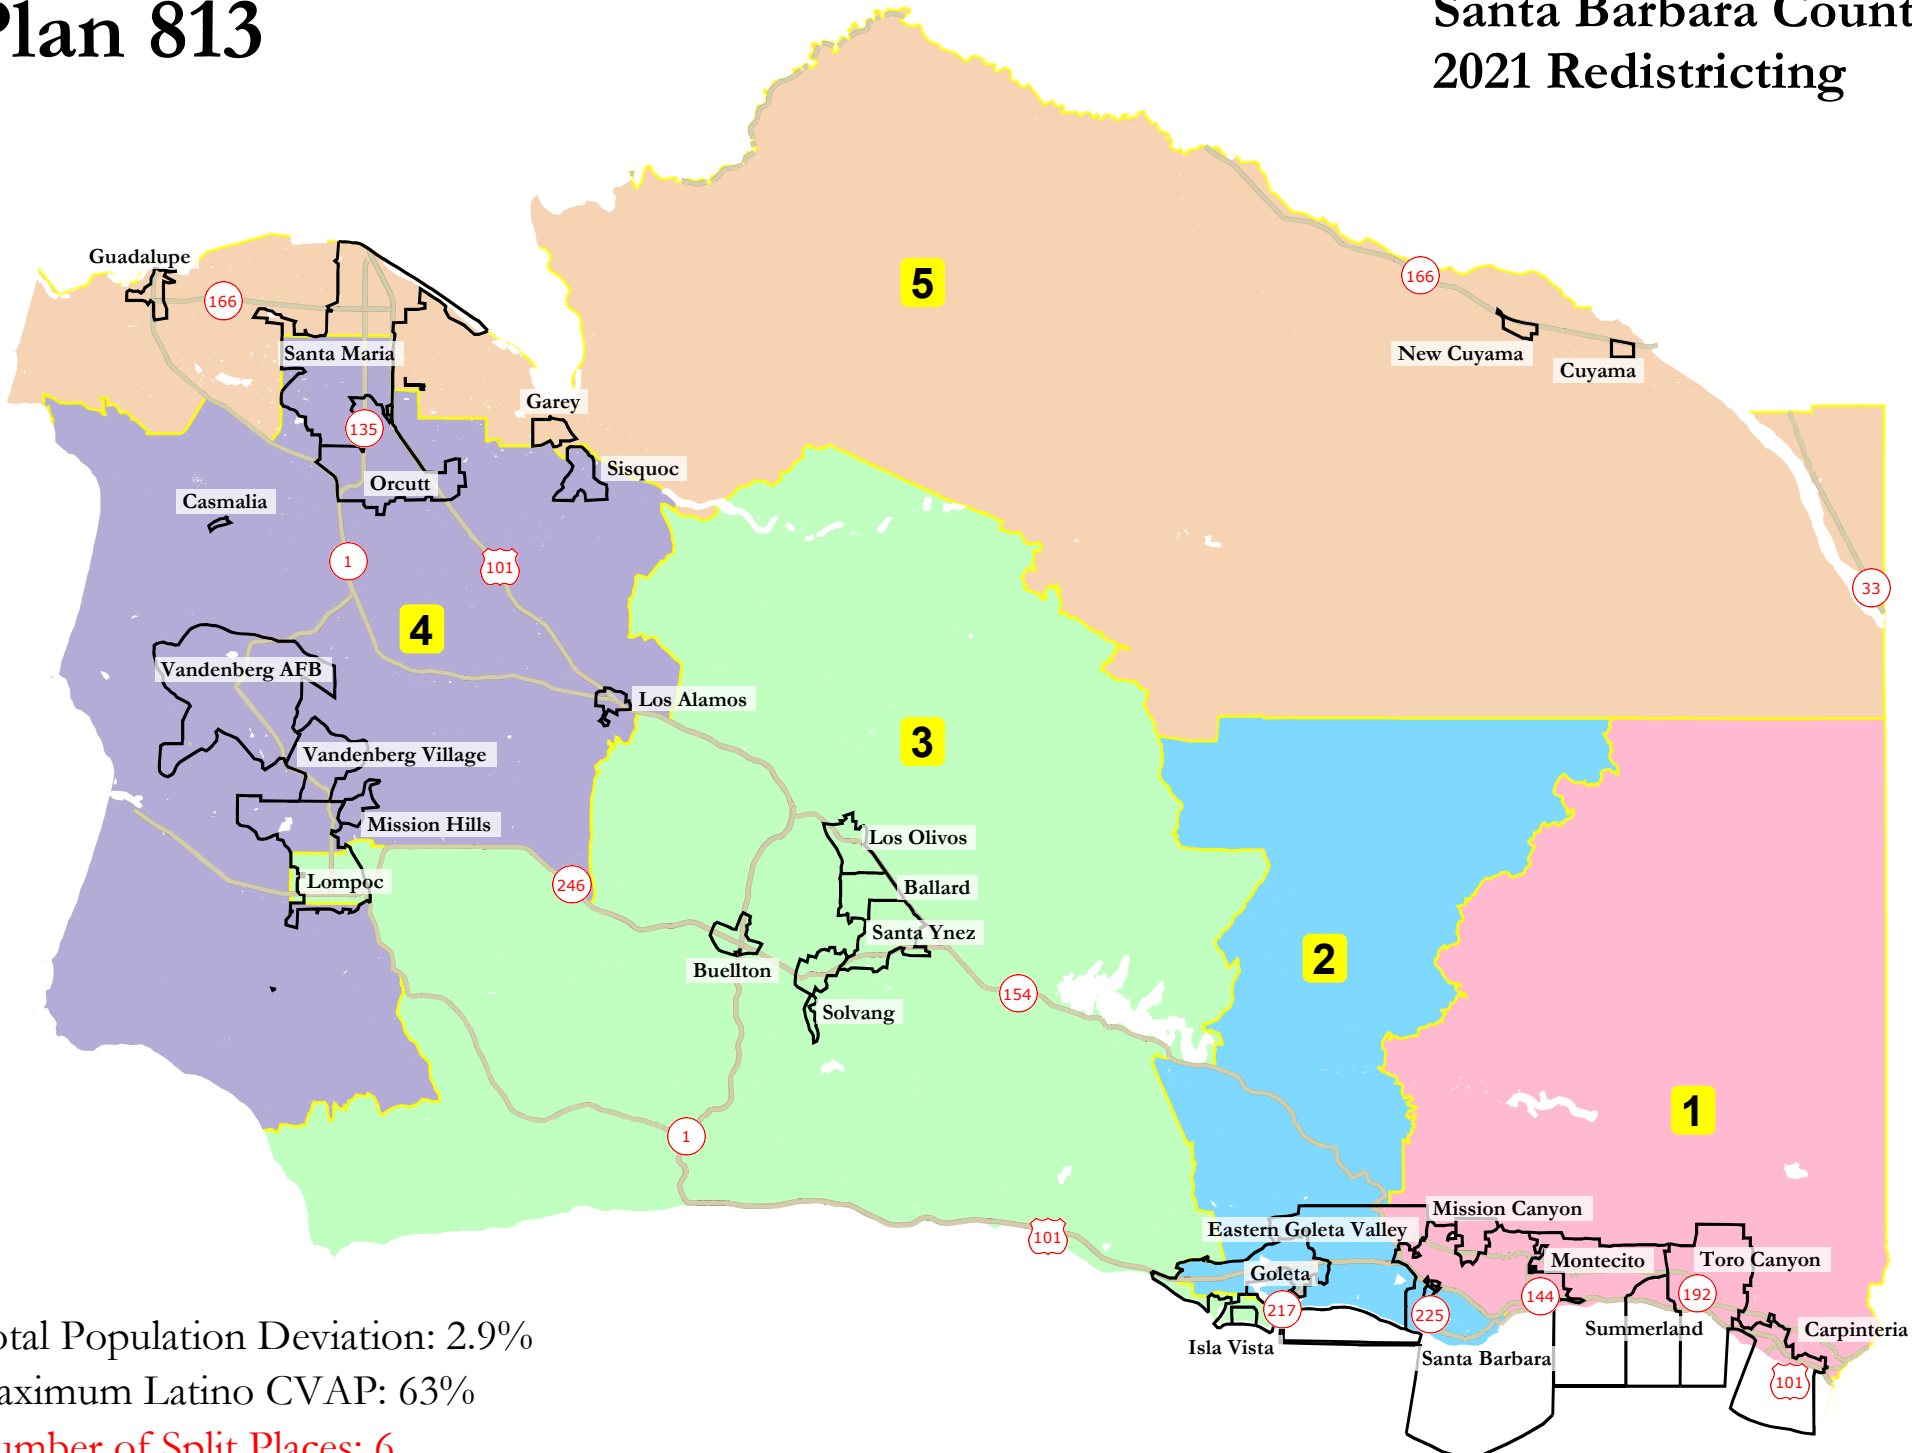 Plan 813
Santa Barbara Count
2021 Redistricting
Guadalupe
166
5
166
Santa Maria
New Cuyama
Cuyama
Garey
135
Sisquoc
Orcutt
Casmalia
1
101
33
4
Vandenberg AFB
Los Alamos
3
Vandenberg Village
Mission Hills
Los Olivos
Lompoc
246
Ballard
Santa Ynez
2
Buellton
154
Solvang
1
1
Mission Canyon
Eastern Goleta Valley
101
Montecito
Toro Canyon
Goleta
217
225
144
192
Summerland
Carpinteria
Isla Vista
Santa Barbara
101
otal Population Deviation: 2.9%
aximum Latino CVAP: 63%
umber of Split Places: 6